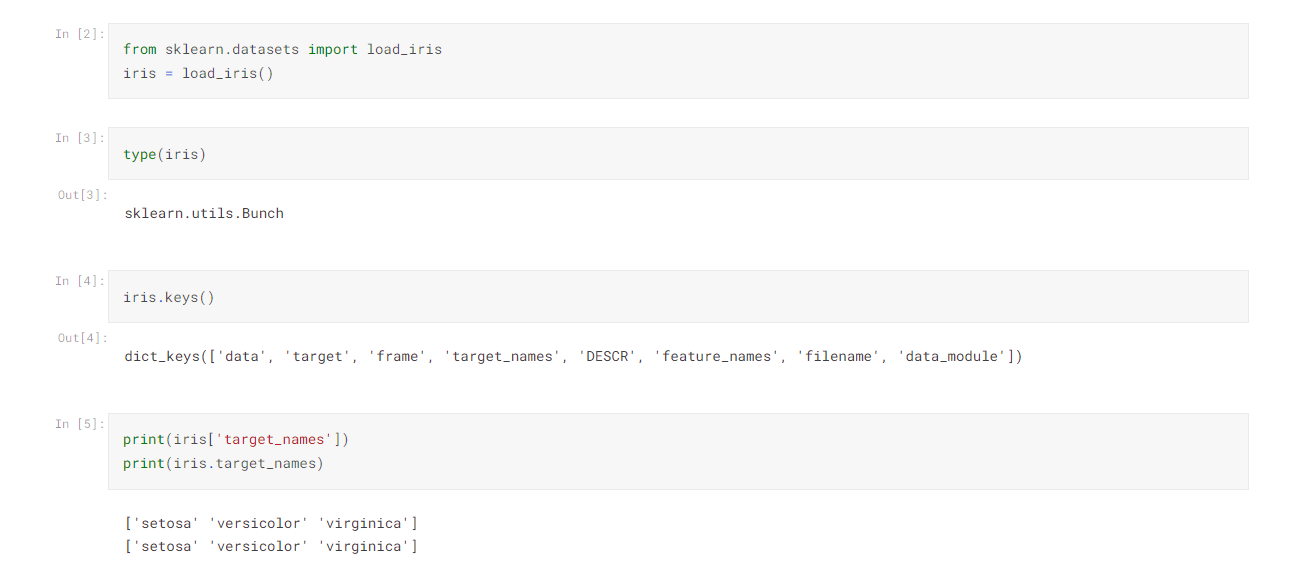 In [2]:
from sklearn.datasets import load_iris
iris = load_iris()
In [3]:
type(iris)
Out[3]:
sklearn.utils.Bunch
In [4]:
iris.keys()
Out[4]:
dict_keys(['data', 'target', 'frame', 'target_names', 'DESCR', 'feature_names', 'filename', 'data_module'])
In [5]:
print(iris['target_names'])
print(iris.target_names)
['setosa' 'versicolor' 'virginica']
['setosa' 'versicolor' 'virginica']